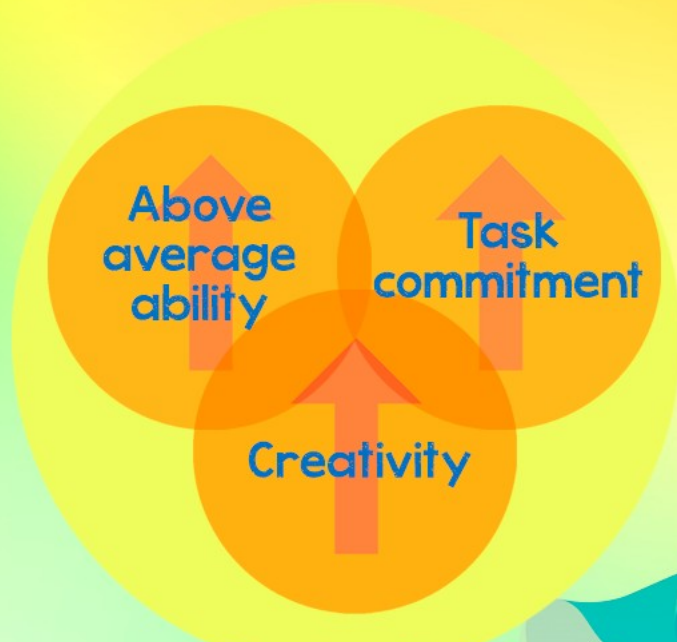 Above
average
ability
Task
commitment
Creativity